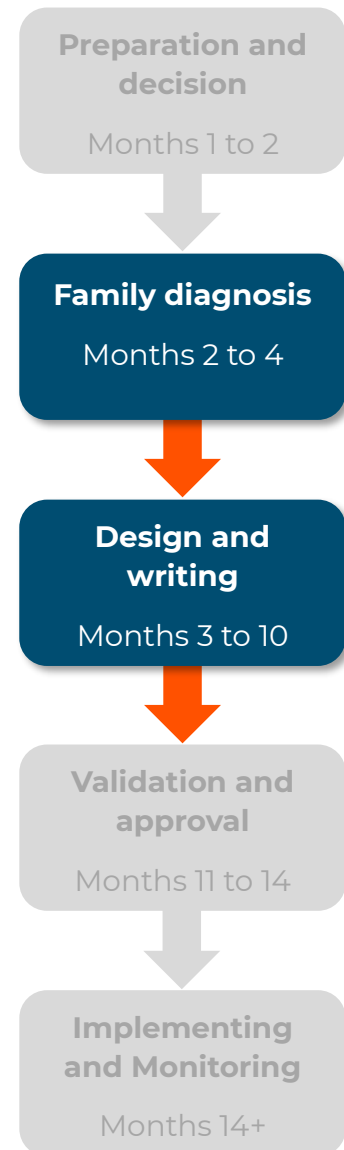 Preparation and
decision
Months 1 to 2
Family diagnosis
Months 2 to 4
Design and
writing
Months 3 to 10
Validation and
approval
Months 11 to 14
Implementing
and Monitoring
Months 14+